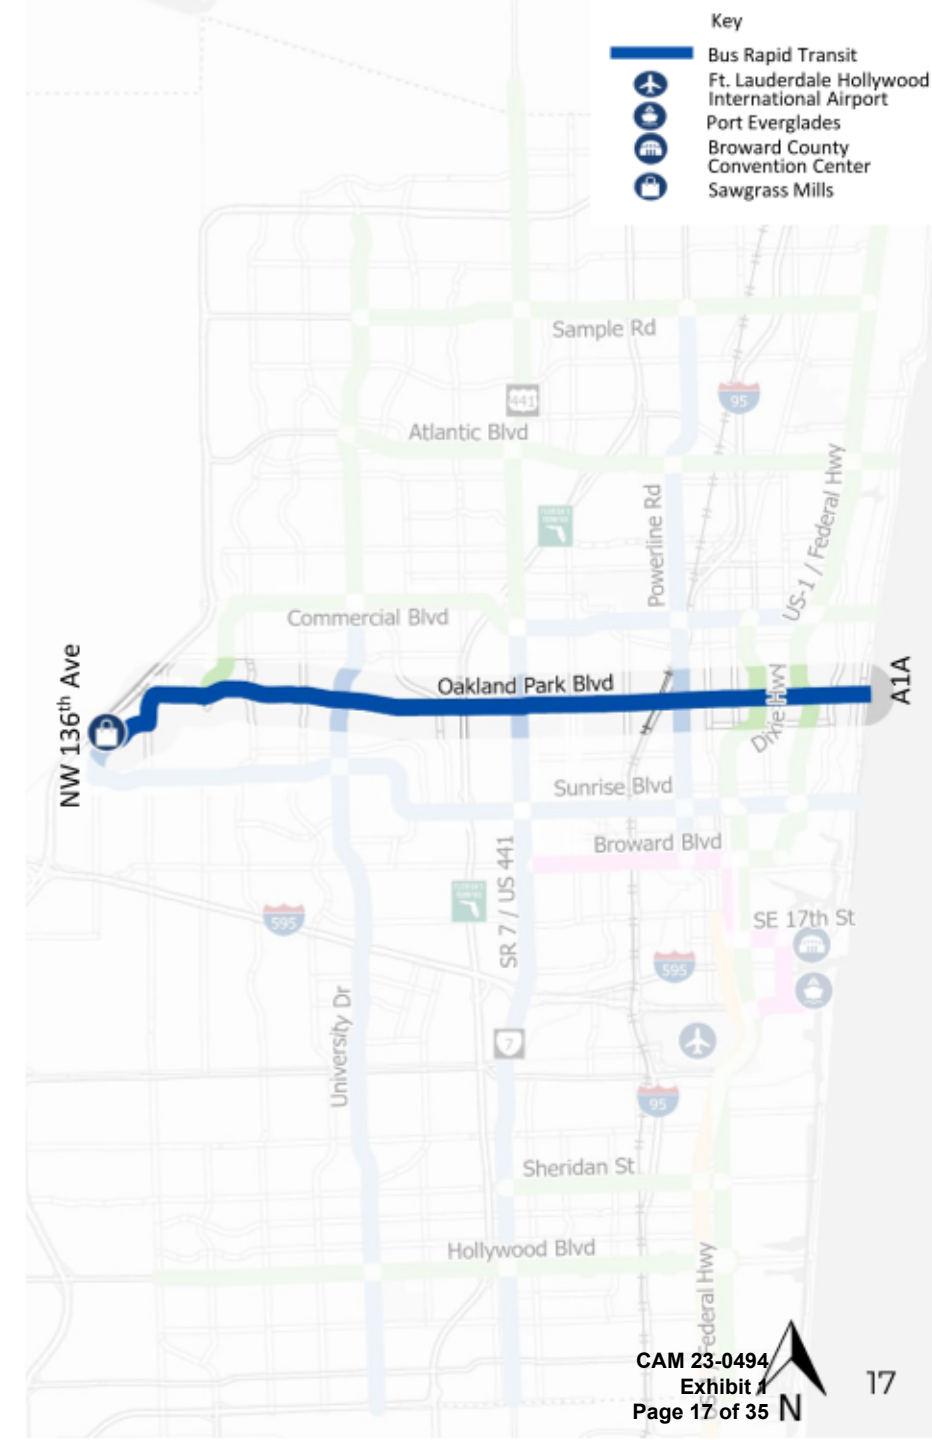 Key
Bus Rapid Transit
Ft. Lauderdale Hollywood
International Airport
Port Everglades
Broward County
Convention Center
Sawgrass Mills
Sample Rd
441
95
Atlantic Blvd
Powerline Rd
US-1 / Federal Hwy
Commercial Blvd
NW 136th Ave
Oakland Park Blvd
A1A
Dixie Hwy
Sunrise Blvd
Broward Blvd
SR 7 / US 441
595
SE 17th St
595
University Dr
7
95
Sheridan St
Hollywood Blvd
US-1 / Federal Hwy
CAM 23-0494
Exhibit 1
Page 17 of 35
N
17